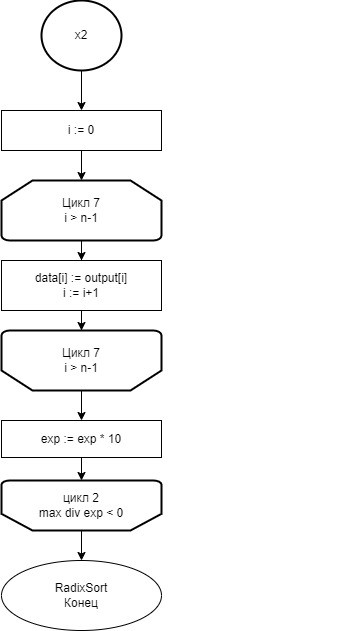 x2
i := 0
Цикл 7
i > n-1
data[i] := output[i]
i := i+1
Цикл 7
i > n-1
exp := exp * 10
цикл 2
max div exp < 0
RadixSort
Конец